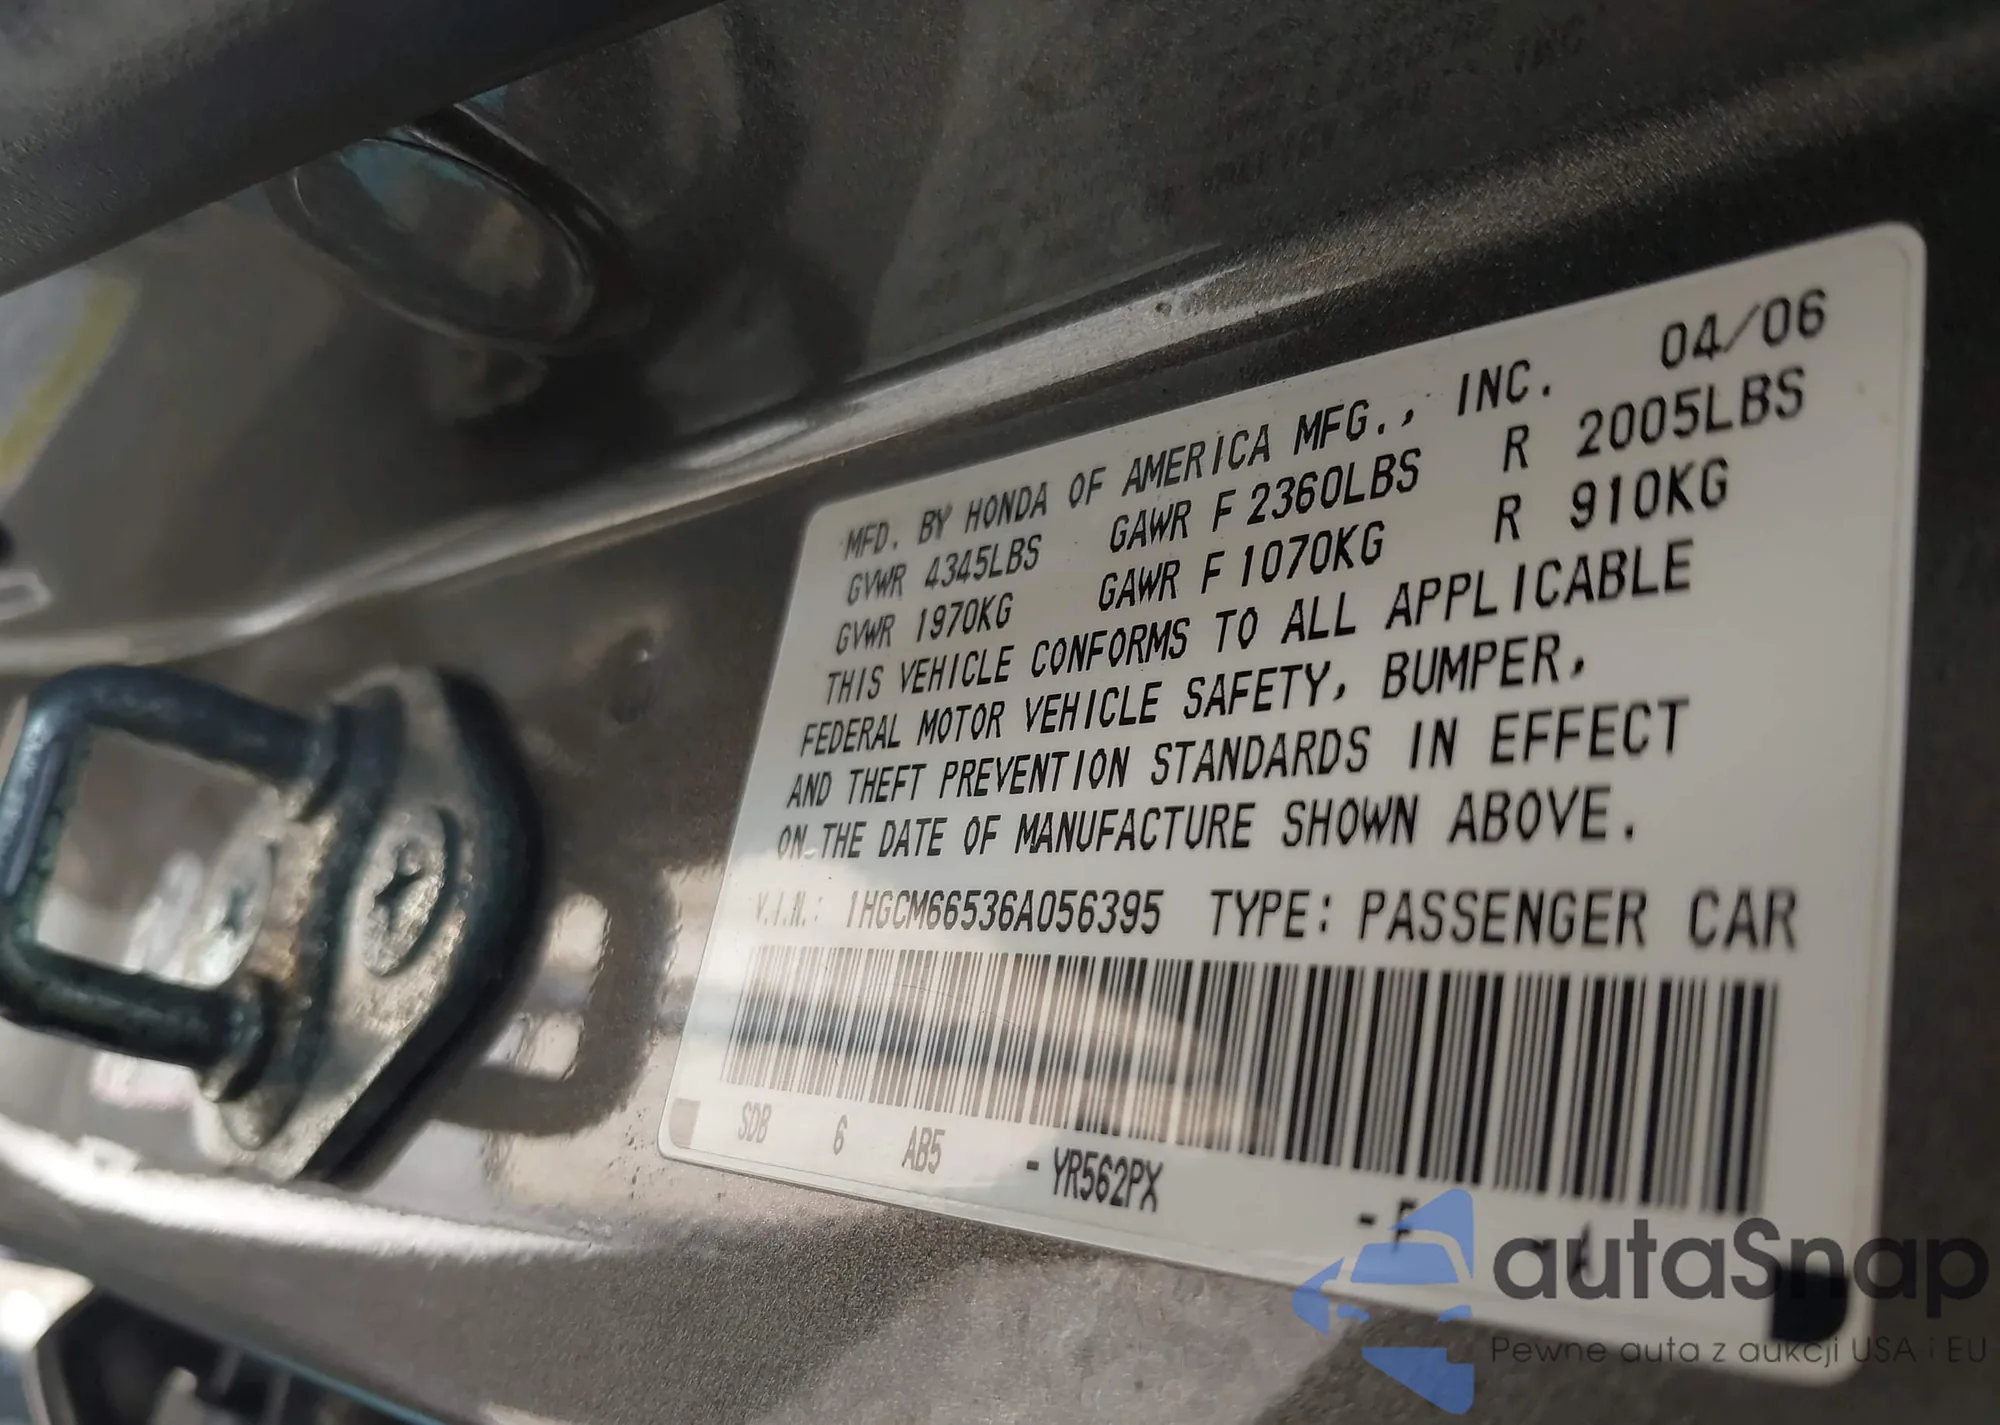 MFD. BY HONDA OF AMERICA MFG., INC. 04/06
GVWR 4345LBS GAWR F 2360LBS R 2005LBS
GVWR 1970KG GAWR F 1070KG R 910KG
THIS VEHICLE CONFORMS TO ALL APPLICABLE
FEDERAL MOTOR VEHICLE SAFETY, BUMPER,
AND THEFT PREVENTION STANDARDS IN EFFECT
ON THE DATE OF MANUFACTURE SHOWN ABOVE.
V.I.N.: 1HGCM66536A056395 TYPE: PASSENGER CAR
SDB 6 AB5 -YR562PX
autaSnap
Pewne auta z aukcji USA i EU